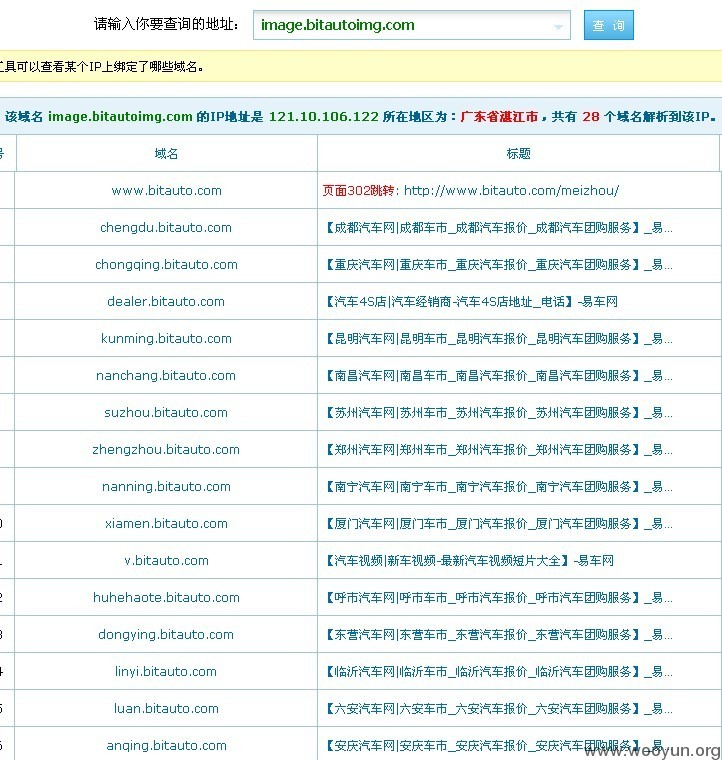 请输入你要查询的地址： image.bitautoimg.com 查 询
工具可以查看某个IP上绑定了哪些域名。
该域名 image.bitautoimg.com 的IP地址是 121.10.106.122 所在地区为：广东省湛江市，共有 28 个域名解析到该IP。
号 域名 标题
www.bitauto.com 页面302跳转: http://www.bitauto.com/meizhou/
chengdu.bitauto.com 【成都汽车网|成都车市_成都汽车报价_成都汽车团购服务】_易...
chongqing.bitauto.com 【重庆汽车网|重庆车市_重庆汽车报价_重庆汽车团购服务】_易...
dealer.bitauto.com 【汽车4S店|汽车经销商-汽车4S店地址_电话】-易车网
kunming.bitauto.com 【昆明汽车网|昆明车市_昆明汽车报价_昆明汽车团购服务】_易...
nanchang.bitauto.com 【南昌汽车网|南昌车市_南昌汽车报价_南昌汽车团购服务】_易...
suzhou.bitauto.com 【苏州汽车网|苏州车市_苏州汽车报价_苏州汽车团购服务】_易...
zhengzhou.bitauto.com 【郑州汽车网|郑州车市_郑州汽车报价_郑州汽车团购服务】_易...
nanning.bitauto.com 【南宁汽车网|南宁车市_南宁汽车报价_南宁汽车团购服务】_易...
0 xiamen.bitauto.com 【厦门汽车网|厦门车市_厦门汽车报价_厦门汽车团购服务】_易...
1 v.bitauto.com 【汽车视频|新车视频-最新汽车视频短片大全】-易车网
2 huhehaote.bitauto.com 【呼市汽车网|呼市车市_呼市汽车报价_呼市汽车团购服务】_易...
3 dongying.bitauto.com 【东营汽车网|东营车市_东营汽车报价_东营汽车团购服务】_易...
4 linyi.bitauto.com 【临沂汽车网|临沂车市_临沂汽车报价_临沂汽车团购服务】_易...
5 luan.bitauto.com 【六安汽车网|六安车市_六安汽车报价_六安汽车团购服务】_易...
6 anqing.bitauto.com 【安庆汽车网|安庆车市_安庆汽车报价_安庆汽车团购服务】_易...
www.wooyun.org